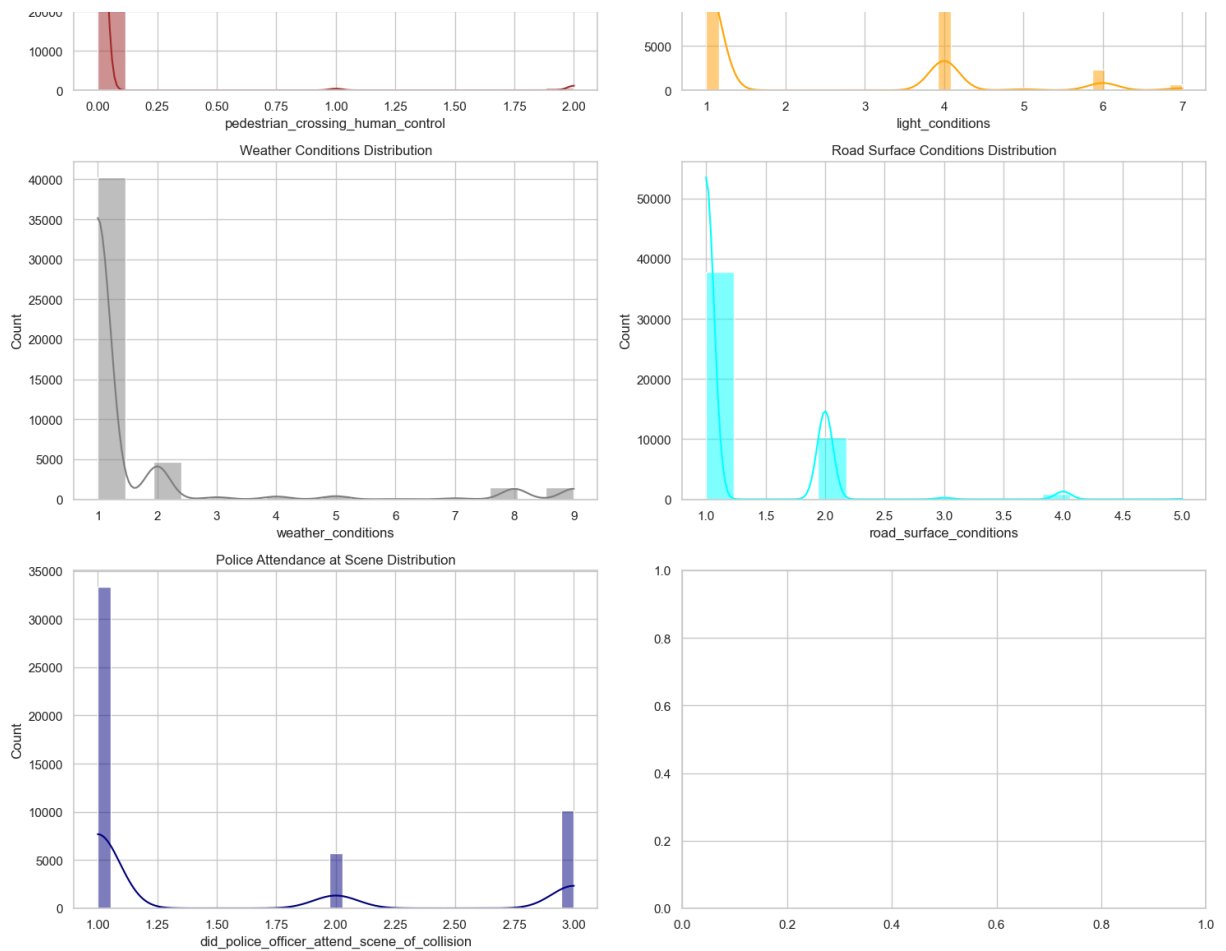 20000
10000
0
0.00 0.25 0.50 0.75 1.00 1.25 1.50 1.75 2.00
pedestrian_crossing_human_control
5000
0
1 2 3 4 5 6 7
light_conditions
Weather Conditions Distribution
40000
35000
30000
25000
20000
15000
10000
5000
0
Count
1 2 3 4 5 6 7 8 9
weather_conditions
Road Surface Conditions Distribution
50000
40000
30000
20000
10000
0
Count
1.0 1.5 2.0 2.5 3.0 3.5 4.0 4.5 5.0
road_surface_conditions
Police Attendance at Scene Distribution
35000
30000
25000
20000
15000
10000
5000
0
Count
1.00 1.25 1.50 1.75 2.00 2.25 2.50 2.75 3.00
did_police_officer_attend_scene_of_collision
1.0
0.8
0.6
0.4
0.2
0.0
0.0 0.2 0.4 0.6 0.8 1.0